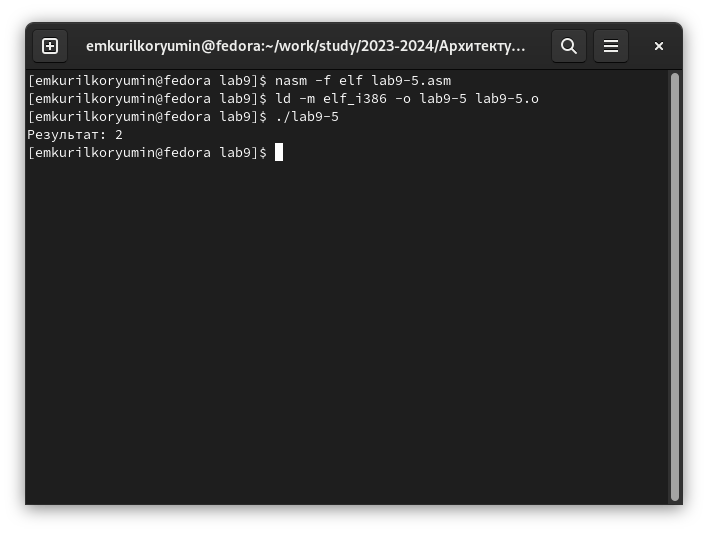 emkurilkoryumin@fedora:~/work/study/2023-2024/Архитекту...
[emkurilkoryumin@fedora lab9]$ nasm -f elf lab9-5.asm
[emkurilkoryumin@fedora lab9]$ ld -m elf_i386 -o lab9-5 lab9-5.o
[emkurilkoryumin@fedora lab9]$ ./lab9-5
Результат: 2
[emkurilkoryumin@fedora lab9]$